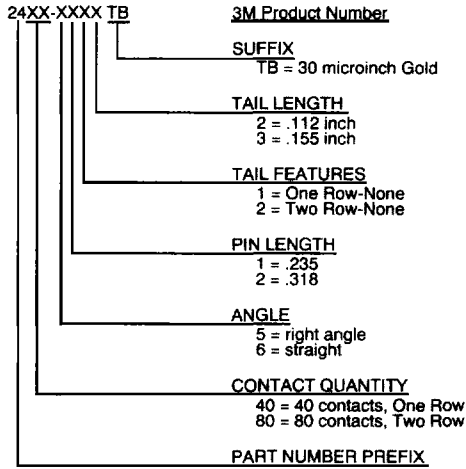 24XX-XXXX TB 3M Product Number
SUFFIX
TB = 30 microinch Gold
TAIL LENGTH
2 = .112 inch
3 = .155 inch
TAIL FEATURES
1 = One Row-None
2 = Two Row-None
PIN LENGTH
1 = .235
2 = .318
ANGLE
5 = right angle
6 = straight
CONTACT QUANTITY
40 = 40 contacts, One Row
80 = 80 contacts, Two Row
PART NUMBER PREFIX